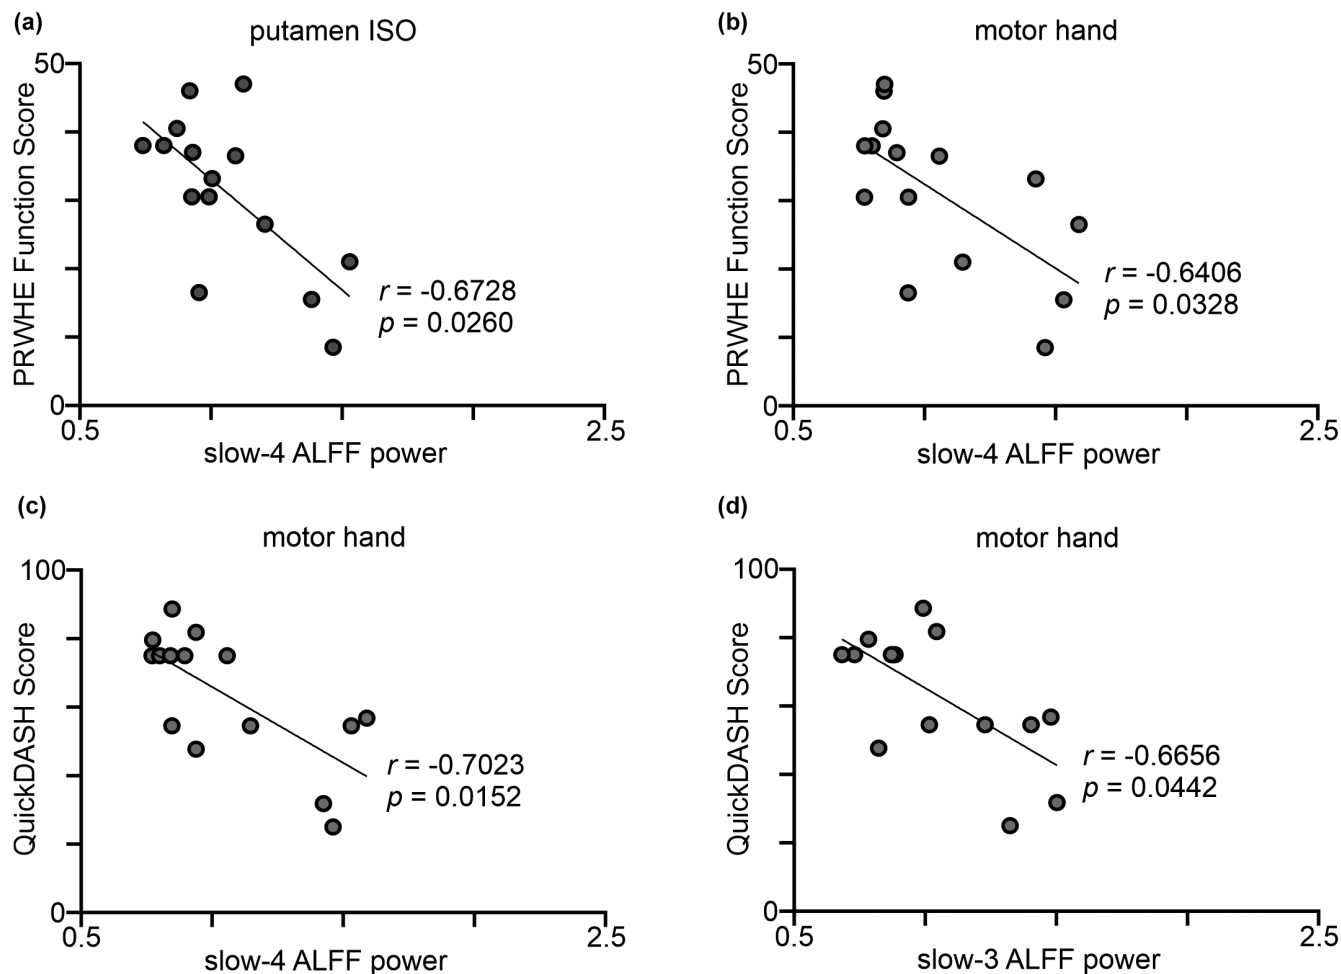 (a)
putamen ISO
50
PRWHE Function Score
r = -0.6728
p = 0.0260
0
0.5
2.5
slow-4 ALFF power
(b)
motor hand
50
PRWHE Function Score
r = -0.6406
p = 0.0328
0
0.5
2.5
slow-4 ALFF power
(c)
motor hand
100
QuickDASH Score
r = -0.7023
p = 0.0152
0
0.5
2.5
slow-4 ALFF power
(d)
motor hand
100
QuickDASH Score
r = -0.6656
p = 0.0442
0
0.5
2.5
slow-3 ALFF power